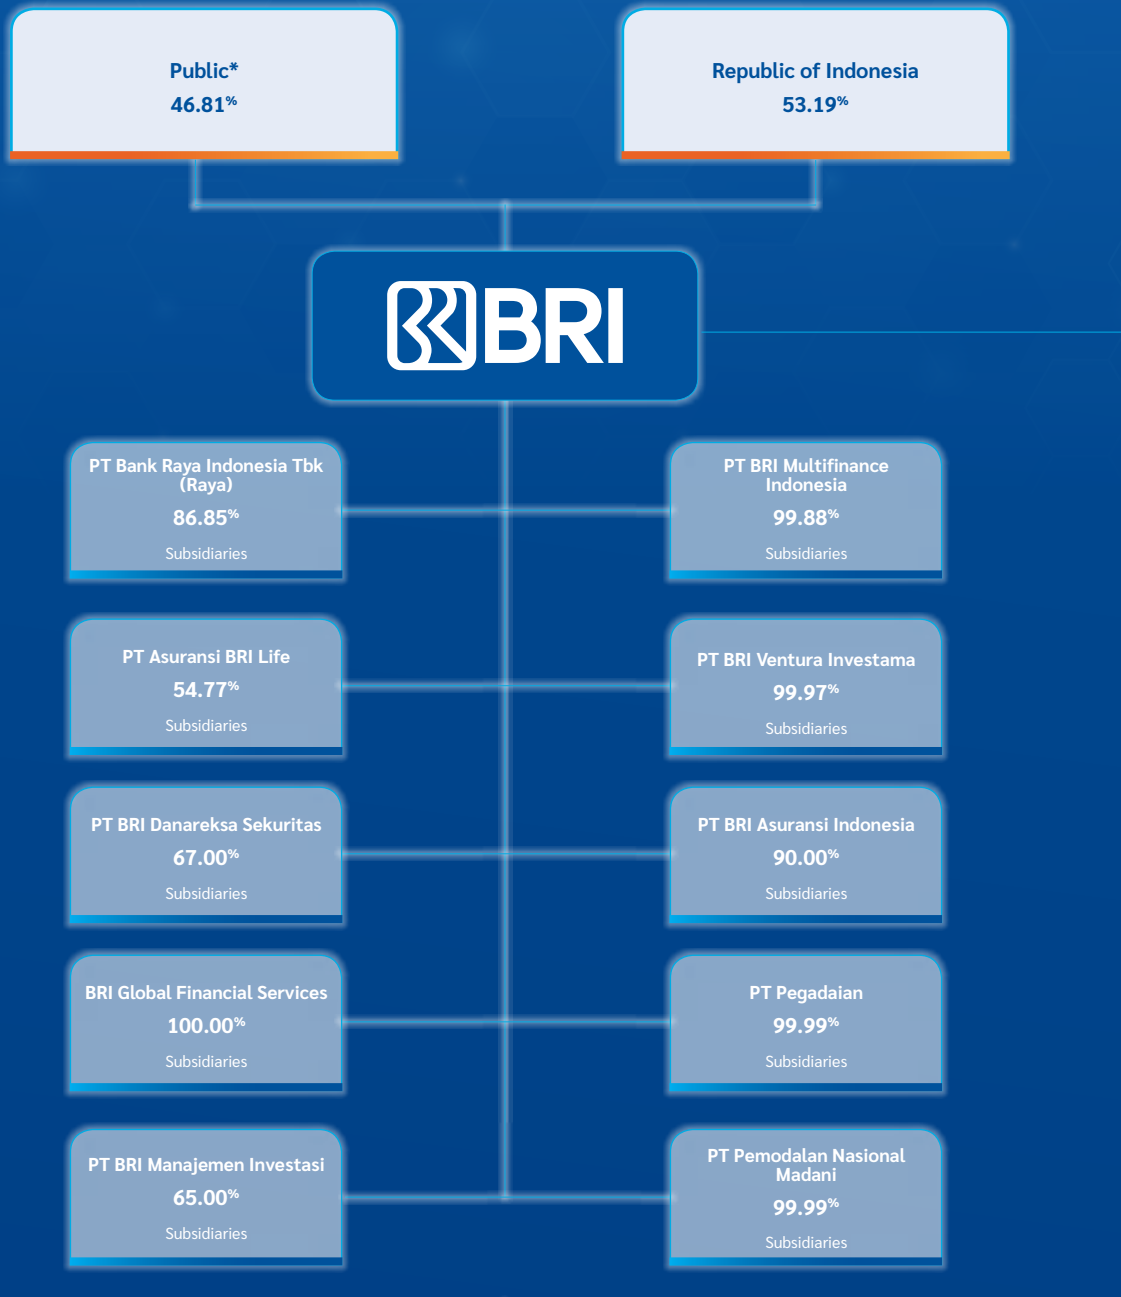 Public*
46.81%
Republic of Indonesia
53.19%
BRI
PT Bank Raya Indonesia Tbk
(Raya)
86.85%
Subsidiaries
PT BRI Multifinance
Indonesia
99.88%
Subsidiaries
PT Asuransi BRI Life
54.77%
Subsidiaries
PT BRI Ventura Investama
99.97%
Subsidiaries
PT BRI Danareksa Sekuritas
67.00%
Subsidiaries
PT BRI Asuransi Indonesia
90.00%
Subsidiaries
BRI Global Financial Services
100.00%
Subsidiaries
PT Pegadaian
99.99%
Subsidiaries
PT BRI Manajemen Investasi
65.00%
Subsidiaries
PT Pemodalan Nasional
Madani
99.99%
Subsidiaries